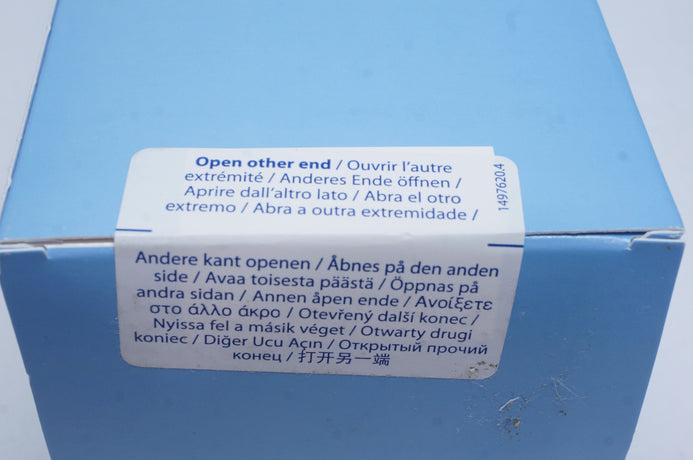 Open other end / Ouvrir l'autre
extrémité / Anderes Ende öffnen /
Aprire dall'altro lato / Abra el otro
extremo / Abra a outra extremidade /
1497620.4
Andere kant openen / Åbnes på den anden
side / Avaa toisesta päästä / Öppnas på
andra sidan / Annen åpen ende / Ανοίξετε
στο άλλο άκρο / Otevřený další konec /
Nyissa fel a másik véget / Otwarty drugi
koniec / Diğer Ucu Açın / Открытый прочий
конец / 打开另一端